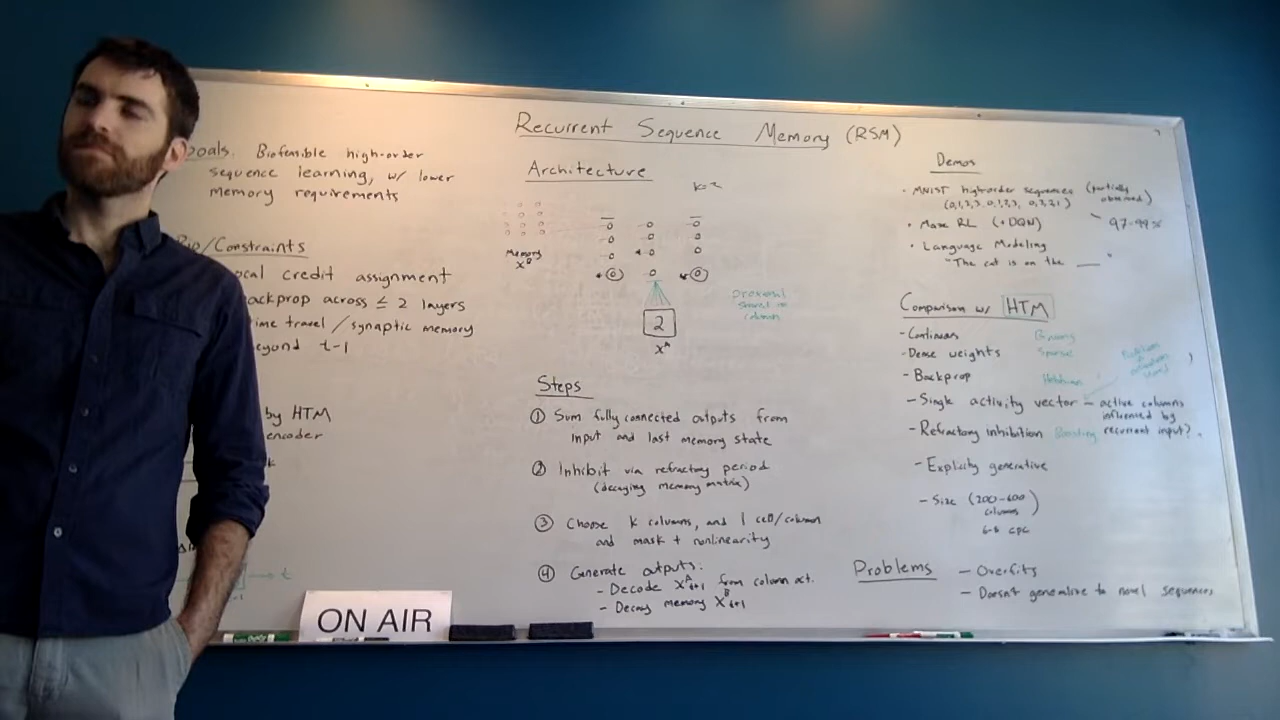 Recurrent Sequence Memory (RSM)
Goals. Biofeasible high-order
sequence learning, w/ lower
memory requirements
Bio/Constraints
ocal credit assignment
ackprop across ≤ 2 layers
ime travel / synaptic memory
eyond t-1
by HTM
encoder
k
→ t
-1
Architecture
k=2
Memory
X^B
2
X^A
proximal
shared in
column
Steps
① Sum fully connected outputs from
input and last memory state
② Inhibit via refractory period
(decaying memory matrix)
③ Choose k columns, and 1 cell/column
and mask + nonlinearity
④ Generate outputs:
- Decode X^A_t+1 from column act.
- Decay memory X^B_t+1
Demos
• MNIST high-order sequences (partially
observed)
(0,1,2,3, 0,1,2,3, 0,3,2,1)
97-99%
• Maze RL (+DQN)
• Language Modeling
"The cat is on the ___"
Comparison w/ HTM
- Continuous Binary
- Dense weights Sparse
- Backprop Hebbian
- Single activity vector - active columns
influenced by
- Refractory inhibition Boosting recurrent input?
- Explicitly generative
- Size (200-600)
columns
6-8 cpc
Problems
- Overfits
- Doesn't generalize to novel sequences
ON AIR
EXPO